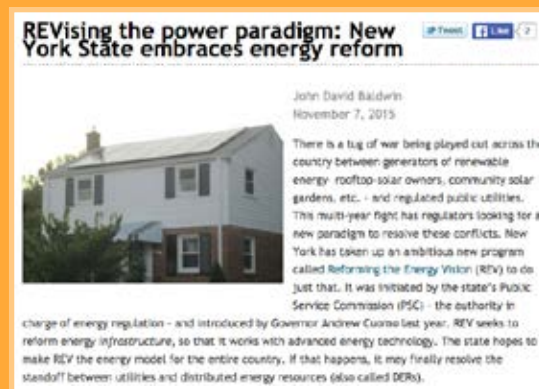 REVising the power paradigm: New
York State embraces energy reform
Tweet
Like
2
John David Baldwin
November 7, 2015
There is a tug of war being played out across the
country between generators of renewable
energy- rooftop-solar owners, community solar
gardens, etc. - and regulated public utilities.
This multi-year fight has regulators looking for a
new paradigm to resolve these conflicts. New
York has taken up an ambitious new program
called Reforming the Energy Vision (REV) to do
just that. It was initiated by the state's Public
Service Commission (PSC) - the authority in
charge of energy regulation - and introduced by Governor Andrew Cuomo last year. REV seeks to
reform energy infrastructure, so that it works with advanced energy technology. The state hopes to
make REV the energy model for the entire country. If that happens, it may finally resolve the
standoff between utilities and distributed energy resources (also called DERs).